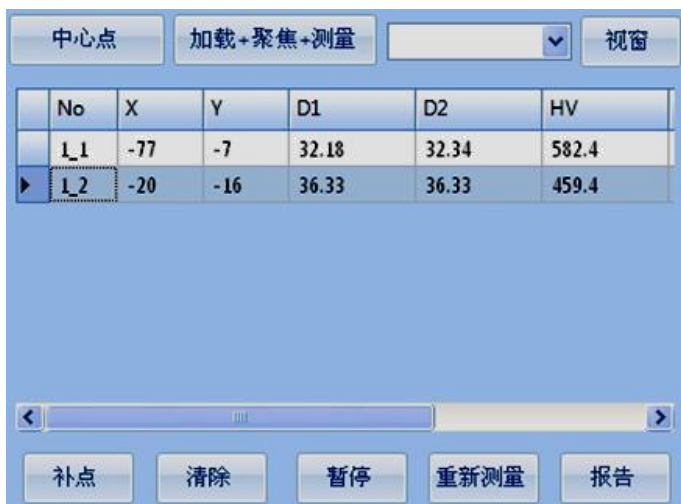 中心点 加载+聚焦+测量 视窗
No X Y D1 D2 HV
1_1 -77 -7 32.18 32.34 582.4
1_2 -20 -16 36.33 36.33 459.4
补点 清除 暂停 重新测量 报告